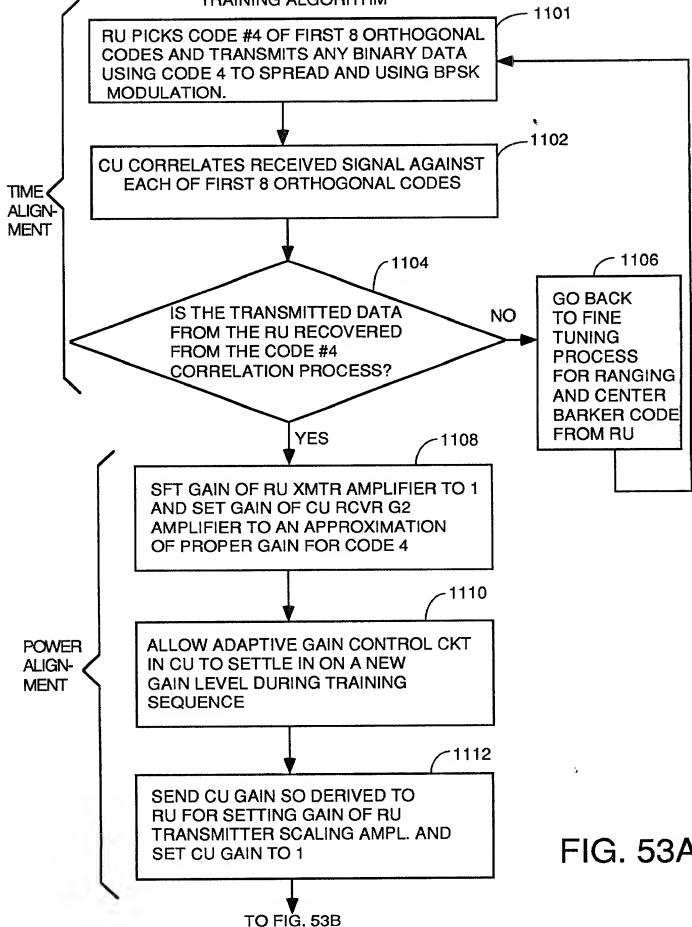 TRAINING ALGORITHM
1101
RU PICKS CODE #4 OF FIRST 8 ORTHOGONAL
CODES AND TRANSMITS ANY BINARY DATA
USING CODE 4 TO SPREAD AND USING BPSK
MODULATION.
1102
CU CORRELATES RECEIVED SIGNAL AGAINST
EACH OF FIRST 8 ORTHOGONAL CODES
TIME
ALIGN-
MENT
1104
IS THE TRANSMITTED DATA
FROM THE RU RECOVERED
FROM THE CODE #4
CORRELATION PROCESS?
NO
1106
GO BACK
TO FINE
TUNING
PROCESS
FOR RANGING
AND CENTER
BARKER CODE
FROM RU
YES
1108
SFT GAIN OF RU XMTR AMPLIFIER TO 1
AND SET GAIN OF CU RCVR G2
AMPLIFIER TO AN APPROXIMATION
OF PROPER GAIN FOR CODE 4
1110
ALLOW ADAPTIVE GAIN CONTROL CKT
IN CU TO SETTLE IN ON A NEW
GAIN LEVEL DURING TRAINING
SEQUENCE
POWER
ALIGN-
MENT
1112
SEND CU GAIN SO DERIVED TO
RU FOR SETTING GAIN OF RU
TRANSMITTER SCALING AMPL. AND
SET CU GAIN TO 1
FIG. 53A
TO FIG. 53B